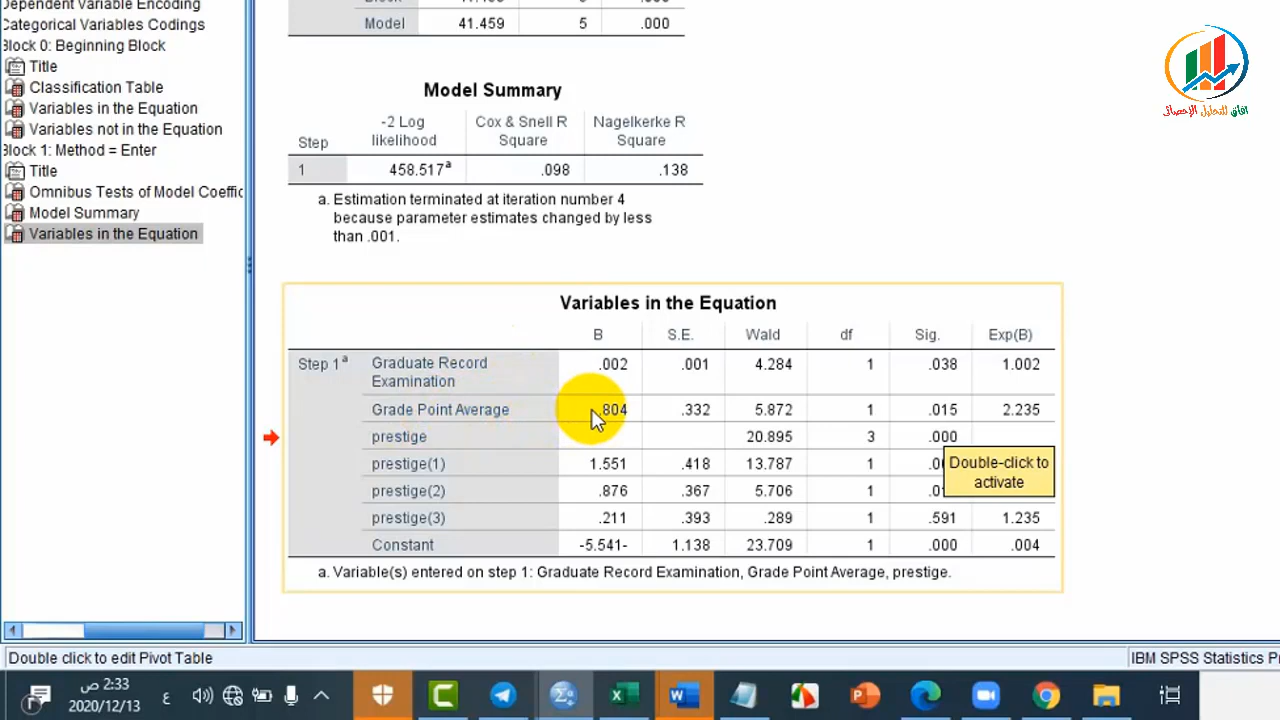 Dependent Variable Encoding
Categorical Variables Codings
Block 0: Beginning Block
Title
Classification Table
Variables in the Equation
Variables not in the Equation
Block 1: Method = Enter
Title
Omnibus Tests of Model Coeffic
Model Summary
Variables in the Equation
Model 41.459 5 .000
Model Summary
Step -2 Log likelihood Cox & Snell R Square Nagelkerke R Square
1 458.517a .098 .138
a. Estimation terminated at iteration number 4
because parameter estimates changed by less
than .001.
Variables in the Equation
B S.E. Wald df Sig. Exp(B)
Step 1a Graduate Record Examination .002 .001 4.284 1 .038 1.002
Grade Point Average .804 .332 5.872 1 .015 2.235
prestige 20.895 3 .000
prestige(1) 1.551 .418 13.787 1
prestige(2) .876 .367 5.706 1
prestige(3) .211 .393 .289 1 .591 1.235
Constant -5.541- 1.138 23.709 1 .000 .004
a. Variable(s) entered on step 1: Graduate Record Examination, Grade Point Average, prestige.
Double-click to
activate
افاق للتحليل الإحصائي
Double click to edit Pivot Table
IBM SPSS Statistics Pr
2:33 ص
2020/12/13
ع